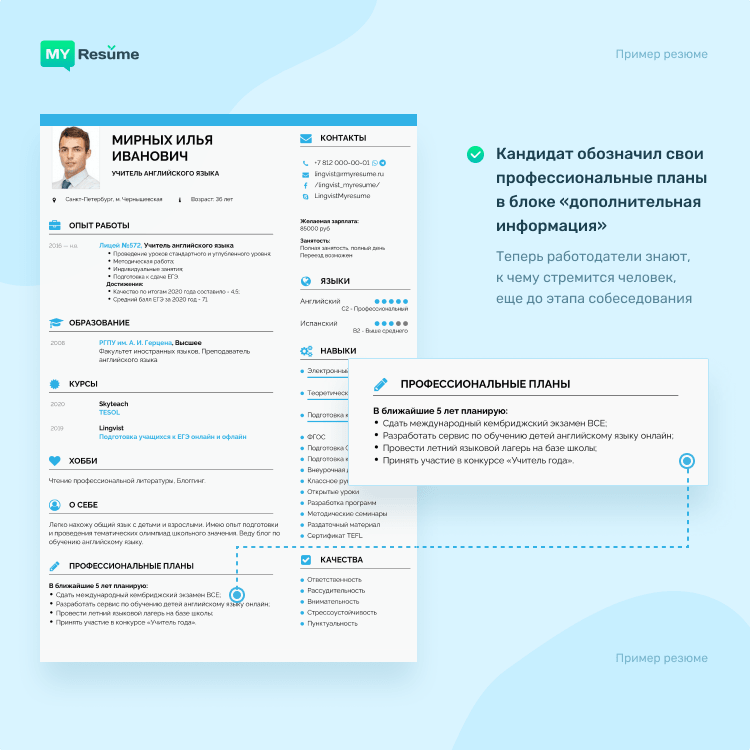 MY Resume
Пример резюме
МИРНЫХ ИЛЬЯ
ИВАНОВИЧ
УЧИТЕЛЬ АНГЛИЙСКОГО ЯЗЫКА
Санкт-Петербург, м. Чернышевская
Возраст: 36 лет
ОПЫТ РАБОТЫ
2016 — н.в.
Лицей №572, Учитель английского языка
Проведение уроков стандартного и углубленного уровня;
Методическая работа;
Индивидуальные занятия;
Подготовка к сдаче ЕГЭ.
Достижения:
Качество по итогам 2020 года составило - 4,5;
Средний балл ЕГЭ за 2020 год - 71.
ОБРАЗОВАНИЕ
2008
РГПУ им. А. И. Герцена, Высшее
Факультет иностранных языков, Преподаватель
английского языка
КУРСЫ
2020
Skyteach
TESOL
2019
Lingvist
Подготовка учащихся к ЕГЭ онлайн и офлайн
ХОББИ
Чтение профессиональной литературы, Блоггинг.
О СЕБЕ
Легко нахожу общий язык с детьми и взрослыми. Имею опыт подготовки
и проведения тематических олимпиад школьного значения. Веду блог по
обучению английскому языку.
ПРОФЕССИОНАЛЬНЫЕ ПЛАНЫ
В ближайшие 5 лет планирую:
Сдать международный кембриджский экзамен ВСЕ;
Разработать сервис по обучению детей английскому языку онлайн;
Провести летний языковой лагерь на базе школы;
Принять участие в конкурсе «Учитель года».
КОНТАКТЫ
+7 812 000-00-01
lingvist@myresume.ru
/lingvist_myresume/
LingvistMyresume
Желаемая зарплата:
85000 руб.
Занятость:
Полная занятость, полный день
Переезд возможен
ЯЗЫКИ
Английский
C2 - Профессиональный
Испанский
B2 - Выше среднего
НАВЫКИ
Подготовка
ФГОС
Подготовка
Подготовка
Внеурочная
Открытые уроки
Разработка программ
Методические семинары
Раздаточный материал
Сертификат TEFL
КАЧЕСТВА
Ответственность
Рассудительность
Внимательность
Стрессоустойчивость
Пунктуальность
Кандидат обозначил свои
профессиональные планы
в блоке «дополнительная
информация»
Теперь работодатели знают,
к чему стремится человек,
еще до этапа собеседования
ПРОФЕССИОНАЛЬНЫЕ ПЛАНЫ
В ближайшие 5 лет планирую:
Сдать международный кембриджский экзамен ВСЕ;
Разработать сервис по обучению детей английскому языку онлайн;
Провести летний языковой лагерь на базе школы;
Принять участие в конкурсе «Учитель года».
Пример резюме